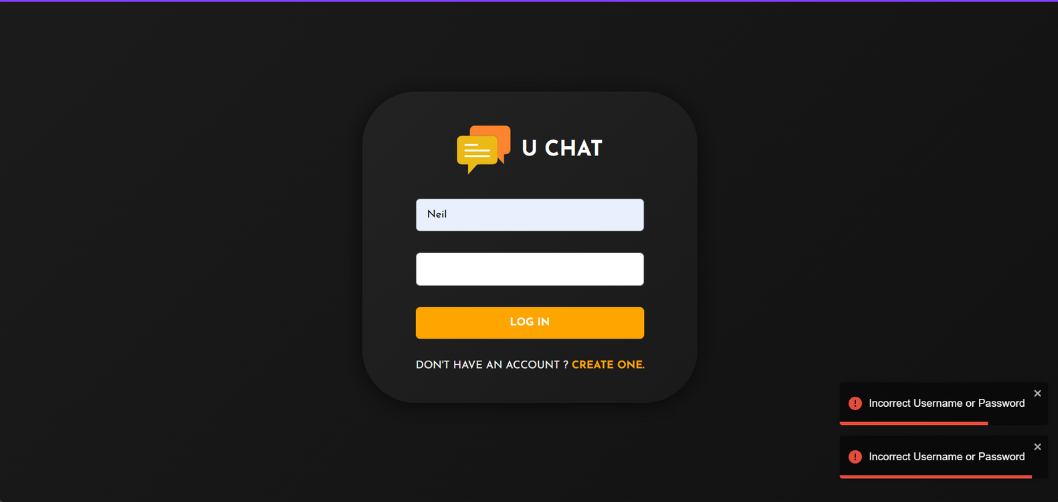 U CHAT
Neil
LOG IN
DON'T HAVE AN ACCOUNT ? CREATE ONE.
Incorrect Username or Password
Incorrect Username or Password